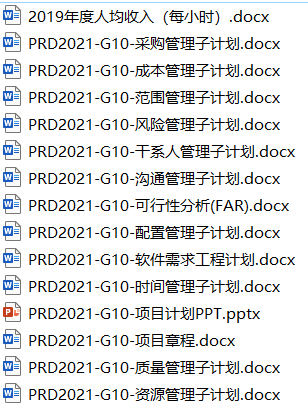 2019年度人均收入（每小时）.docx
PRD2021-G10-采购管理子计划.docx
PRD2021-G10-成本管理子计划.docx
PRD2021-G10-范围管理子计划.docx
PRD2021-G10-风险管理子计划.docx
PRD2021-G10-干系人管理子计划.docx
PRD2021-G10-沟通管理子计划.docx
PRD2021-G10-可行性分析(FAR).docx
PRD2021-G10-配置管理子计划.docx
PRD2021-G10-软件需求工程计划.docx
PRD2021-G10-时间管理子计划.docx
PRD2021-G10-项目计划PPT.pptx
PRD2021-G10-项目章程.docx
PRD2021-G10-质量管理子计划.docx
PRD2021-G10-资源管理子计划.docx